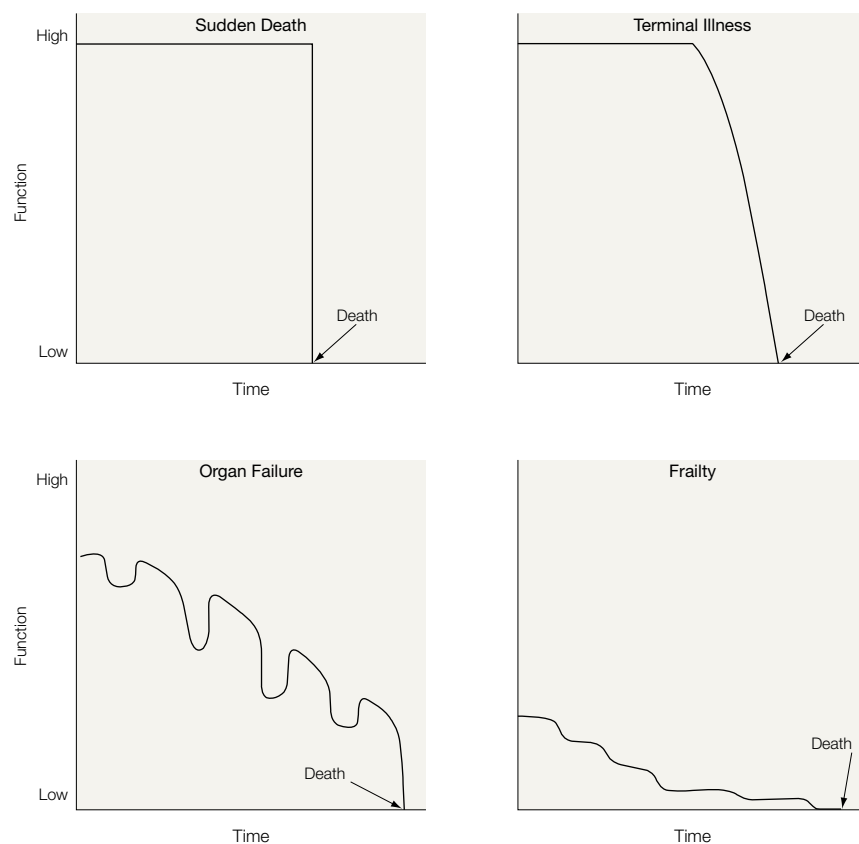 Sudden Death
High
Function
Death
Low
Time
Terminal Illness
Death
Time
Organ Failure
High
Function
Death
Low
Time
Frailty
Death
Time